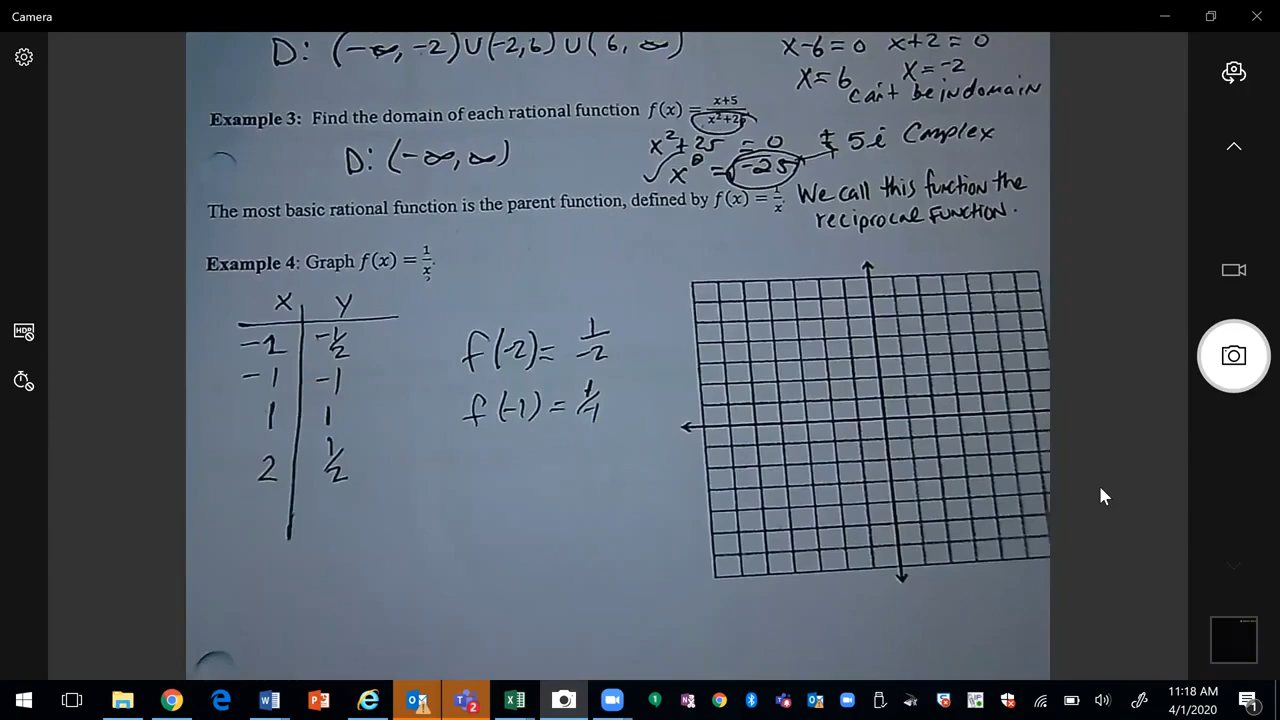 Camera
D: (-∞, -2) ∪ (-2, 6) ∪ (6, ∞)
x-6=0 x+2=0
x=6 x=-2
can't be in domain
Example 3: Find the domain of each rational function f(x) = x+5/x²+25
x²+25 = 0 ± 5i Complex
D: (-∞, ∞)
x² = -25
The most basic rational function is the parent function, defined by f(x) = 1/x.
We call this function the
reciprocal function.
Example 4: Graph f(x) = 1/x.
x y
-2 -1/2
-1 -1
1 1
2 1/2
f(-2) = 1/-2
f(-1) = 1/-1
11:18 AM
4/1/2020